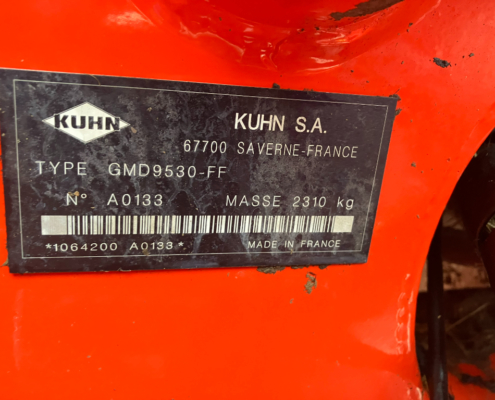 KUHN
KUHN S.A.
67700 SAVERNE-FRANCE
TYPE GMD9530-FF
N° A0133 MASSE 2310 kg
*1064200 A0133*
MADE IN FRANCE